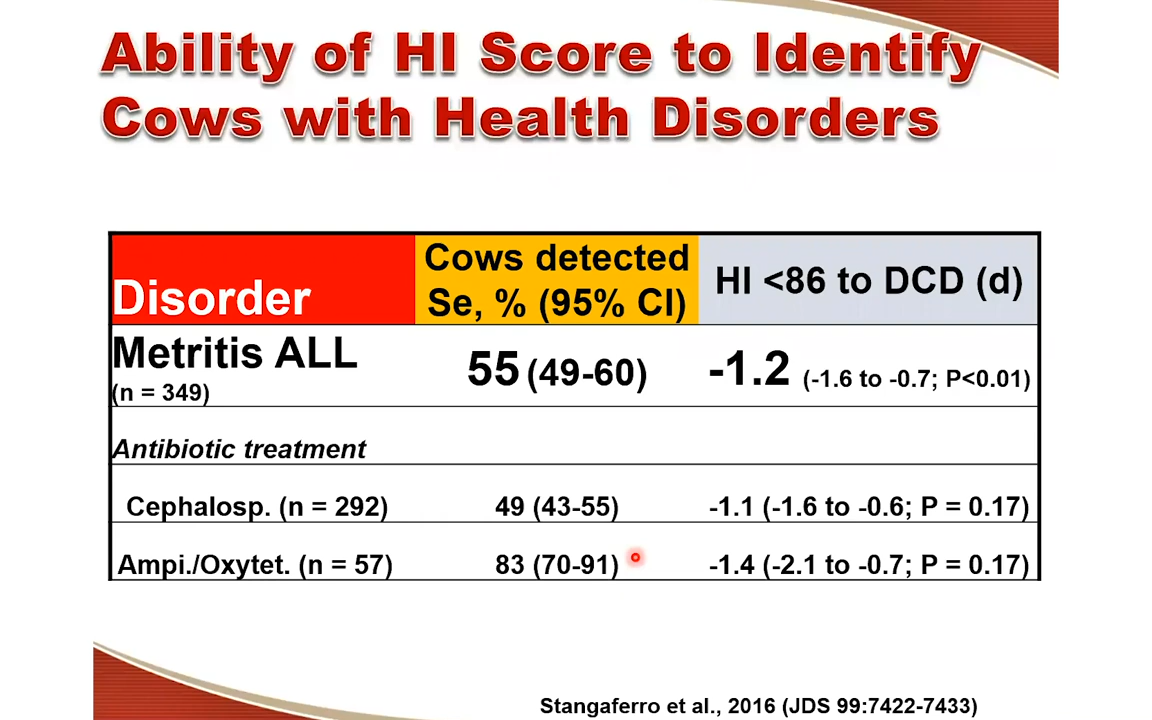 Ability of HI Score to Identify
Cows with Health Disorders
Disorder
Cows detected
Se, % (95% CI)
HI <86 to DCD (d)
Metritis ALL
(n = 349)
55 (49-60)
-1.2 (-1.6 to -0.7; P<0.01)
Antibiotic treatment
Cephalosp. (n = 292) 49 (43-55) -1.1 (-1.6 to -0.6; P = 0.17)
Ampi./Oxytet. (n = 57) 83 (70-91) -1.4 (-2.1 to -0.7; P = 0.17)
Stangaferro et al., 2016 (JDS 99:7422-7433)